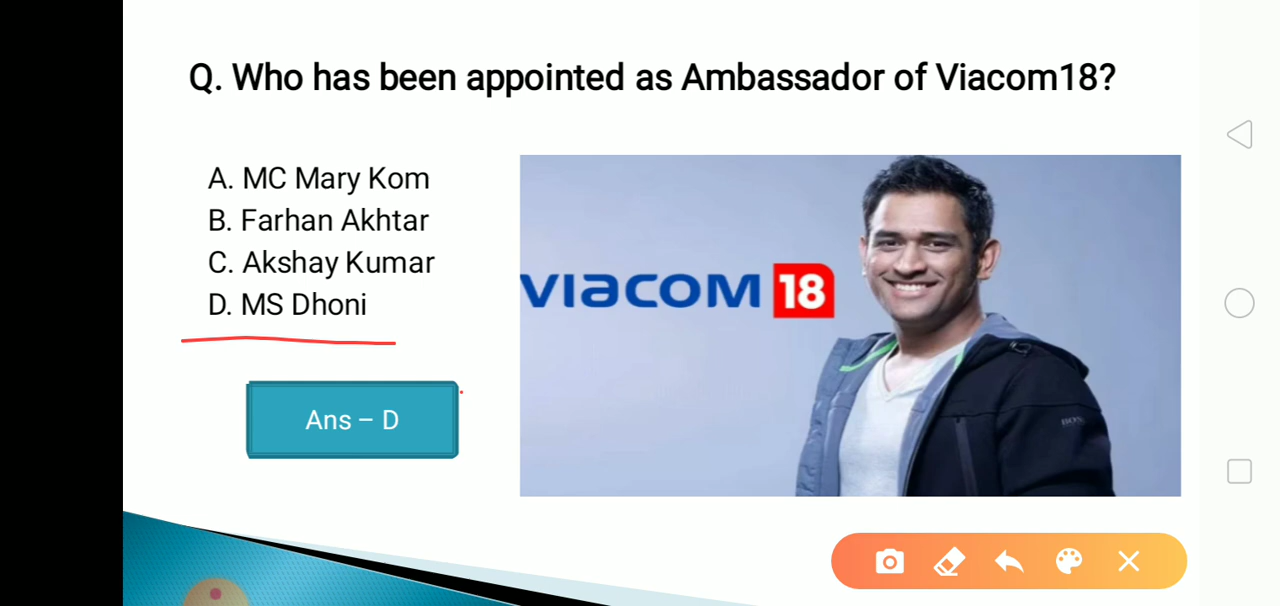 Q. Who has been appointed as Ambassador of Viacom18?
A. MC Mary Kom
B. Farhan Akhtar
C. Akshay Kumar
D. MS Dhoni
VIacom 18
BOSS
Ans – D